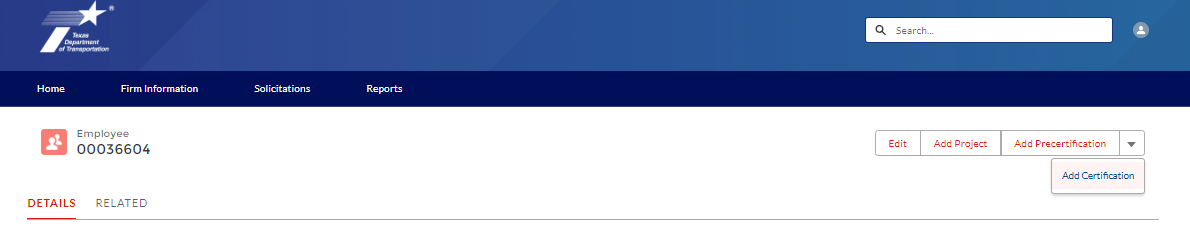 Texas
Department
of Transportation
Search...
Home Firm Information Solicitations Reports
Employee
00036604
Edit Add Project Add Precertification
Add Certification
DETAILS RELATED